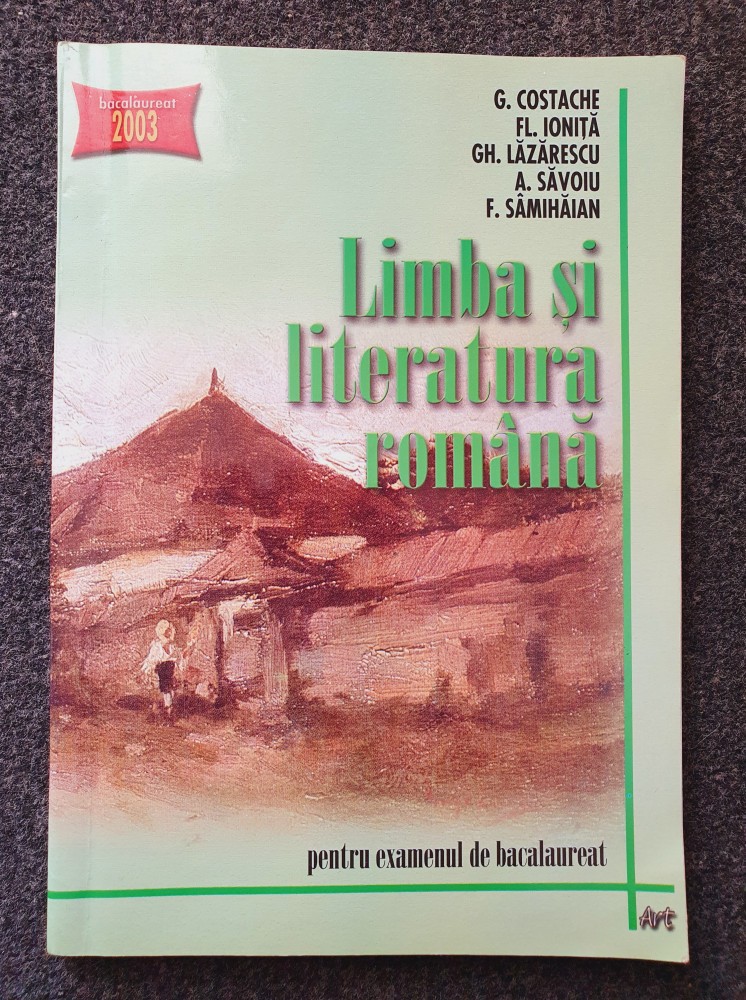 bacalaureat
2003
G. COSTACHE
FL. IONIȚĂ
GH. LĂZĂRESCU
A. SĂVOIU
F. SÂMIHĂIAN
Limba și
literatura
română
pentru examenul de bacalaureat
Art